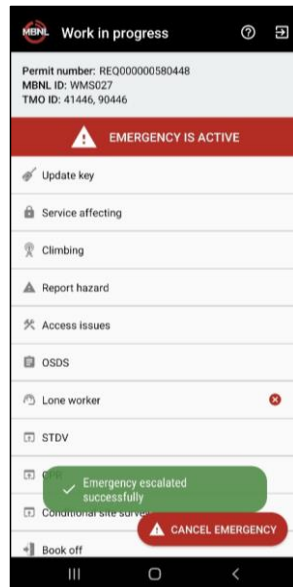 MBNL Work in progress
Permit number: REQ000000580448
MBNL ID: WMS027
TMO ID: 41446, 90446
EMERGENCY IS ACTIVE
Update key
Service affecting
Climbing
Report hazard
Access issues
OSDS
Lone worker
STDV
Emergency escalated
successfully
Conditional site
CANCEL EMERGENCY
Book off